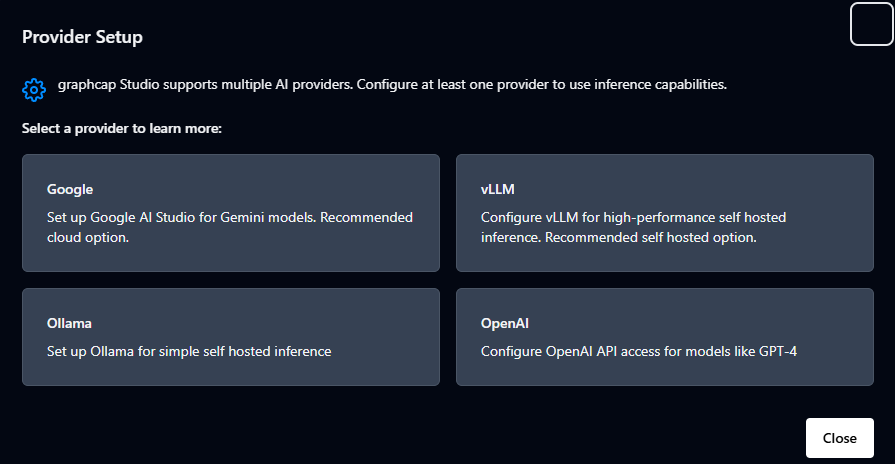 Provider Setup
graphcap Studio supports multiple AI providers. Configure at least one provider to use inference capabilities.
Select a provider to learn more:
Google
Set up Google AI Studio for Gemini models. Recommended
cloud option.
vLLM
Configure vLLM for high-performance self hosted
inference. Recommended self hosted option.
Ollama
Set up Ollama for simple self hosted inference
OpenAI
Configure OpenAI API access for models like GPT-4
Close